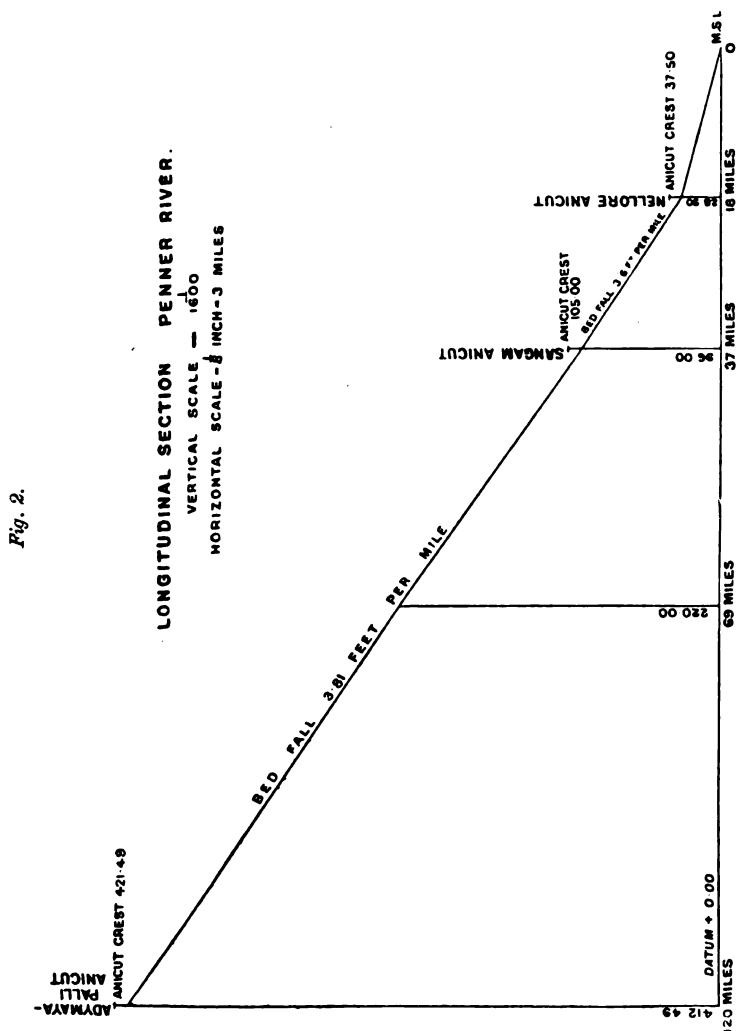 Fig. 2.
LONGITUDINAL SECTION PENNER RIVER.
VERTICAL SCALE — 1/1600
HORIZONTAL SCALE - 1/8 INCH = 3 MILES
ADYMAYA-
PALLI
ANICUT
ANICUT CREST 421·49
BED FALL 3·81 FEET PER MILE
SANGAM ANICUT
ANICUT CREST
105·00
BED FALL 3·6 FT PER MILE
NELLORE ANICUT
ANICUT CREST 37·50
M.S.L
412·49
DATUM + 0·00
220·00
96·00
120 MILES
69 MILES
37 MILES
18 MILES
0